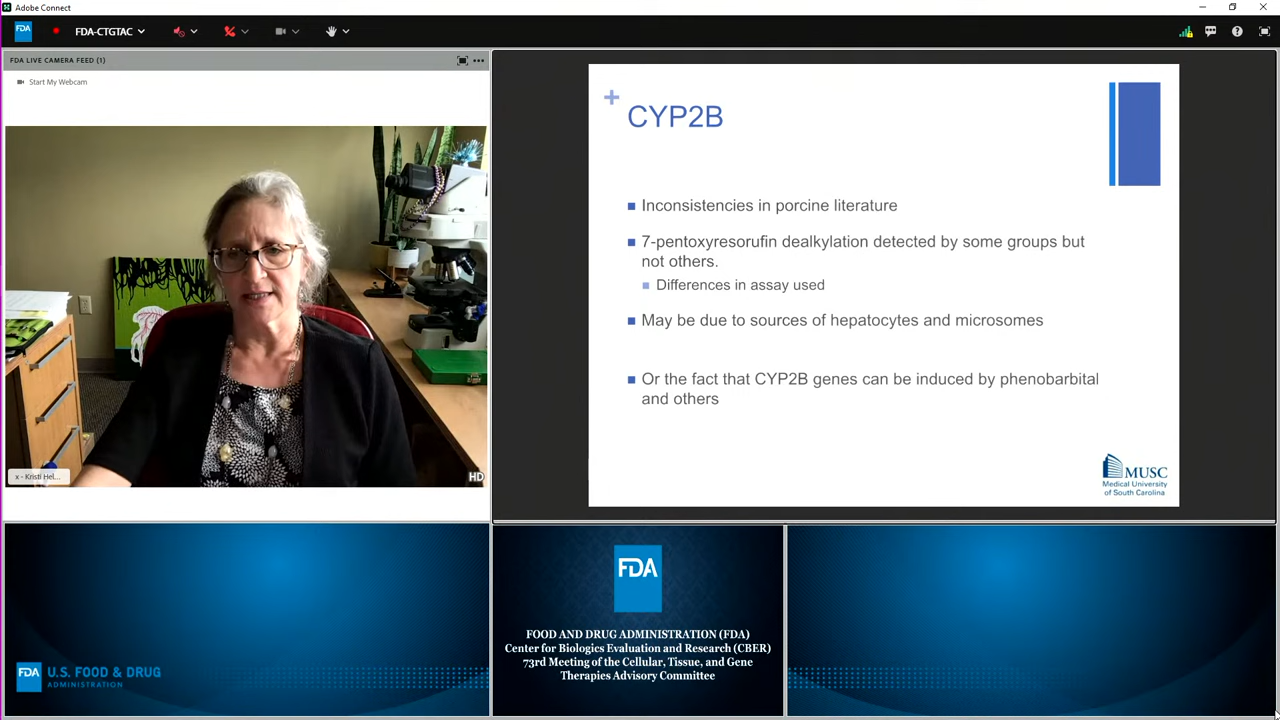 Adobe Connect
FDA
FDA-CTGTAC
FDA LIVE CAMERA FEED (1)
Start My Webcam
x - Kristi Hel...
HD
+
CYP2B
Inconsistencies in porcine literature
7-pentoxyresorufin dealkylation detected by some groups but
not others.
Differences in assay used
May be due to sources of hepatocytes and microsomes
Or the fact that CYP2B genes can be induced by phenobarbital
and others
MUSC
Medical University
of South Carolina
FDA
U.S. FOOD & DRUG
ADMINISTRATION
FDA
FOOD AND DRUG ADMINISTRATION (FDA)
Center for Biologics Evaluation and Research (CBER)
73rd Meeting of the Cellular, Tissue, and Gene
Therapies Advisory Committee